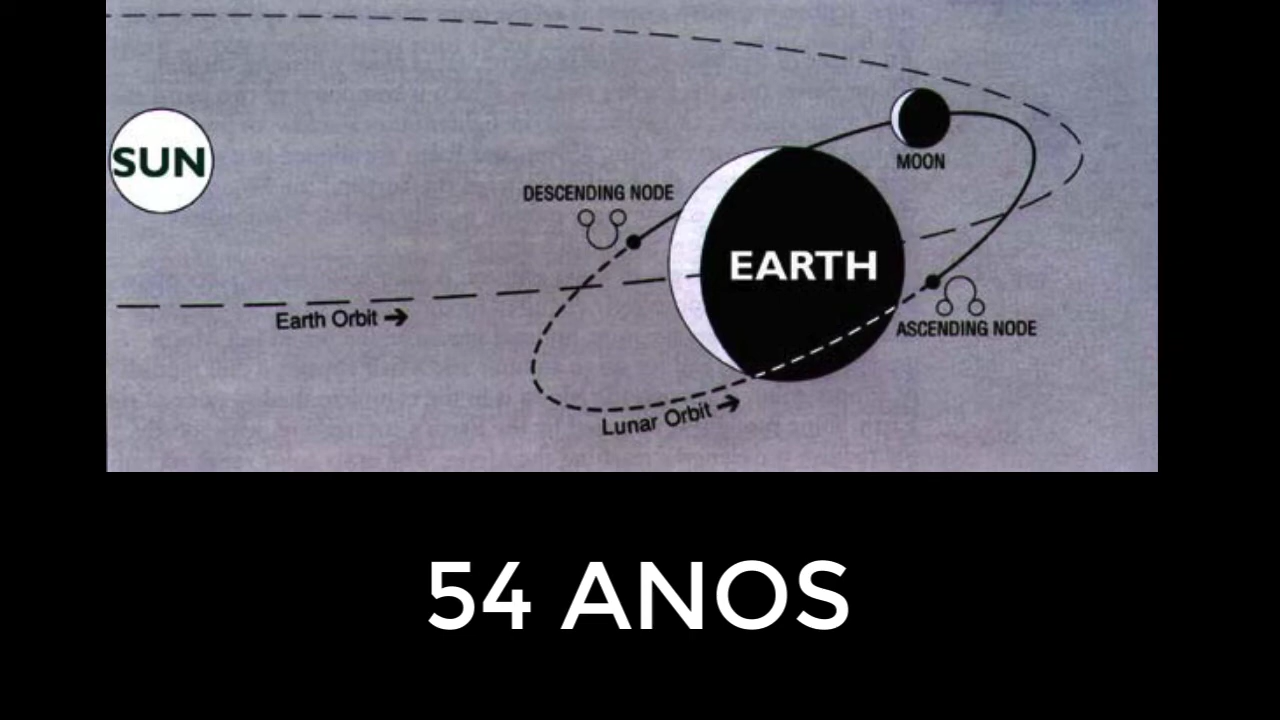 SUN
MOON
DESCENDING NODE
EARTH
Earth Orbit →
ASCENDING NODE
Lunar Orbit →
54 ANOS